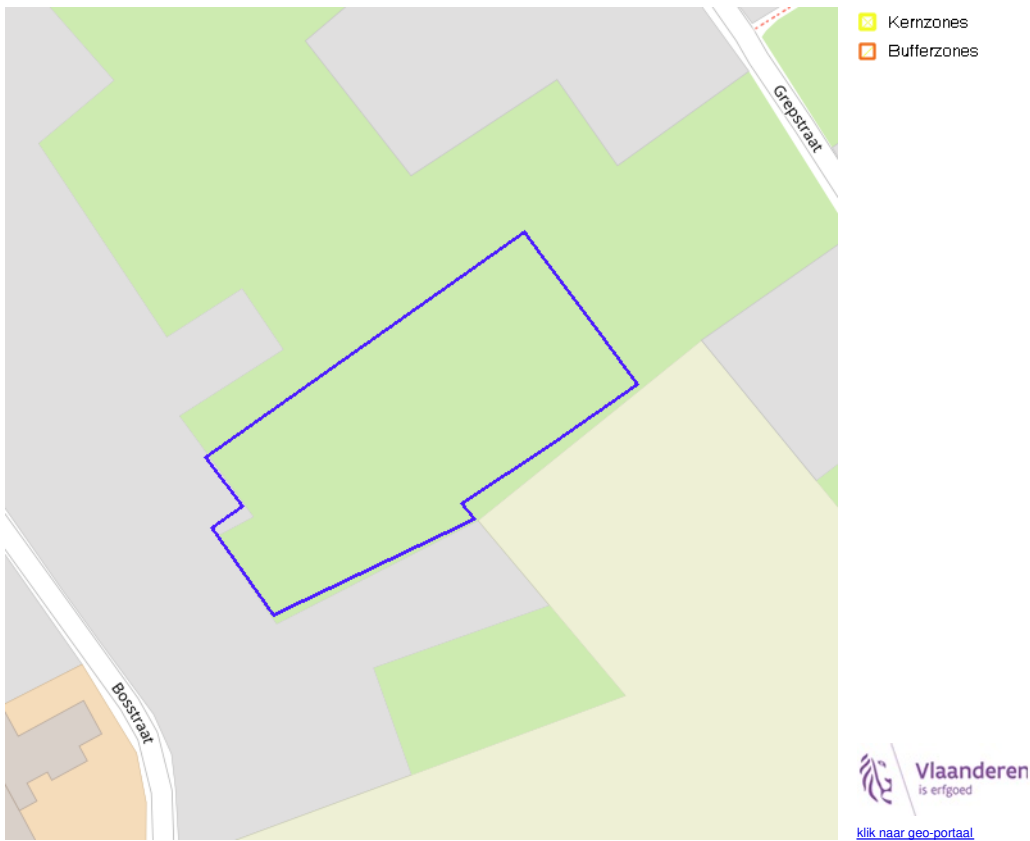 Kernzones
Bufferzones
Grepstraat
Bosstraat
Vlaanderen
is erfgoed
klik naar geo-portaal